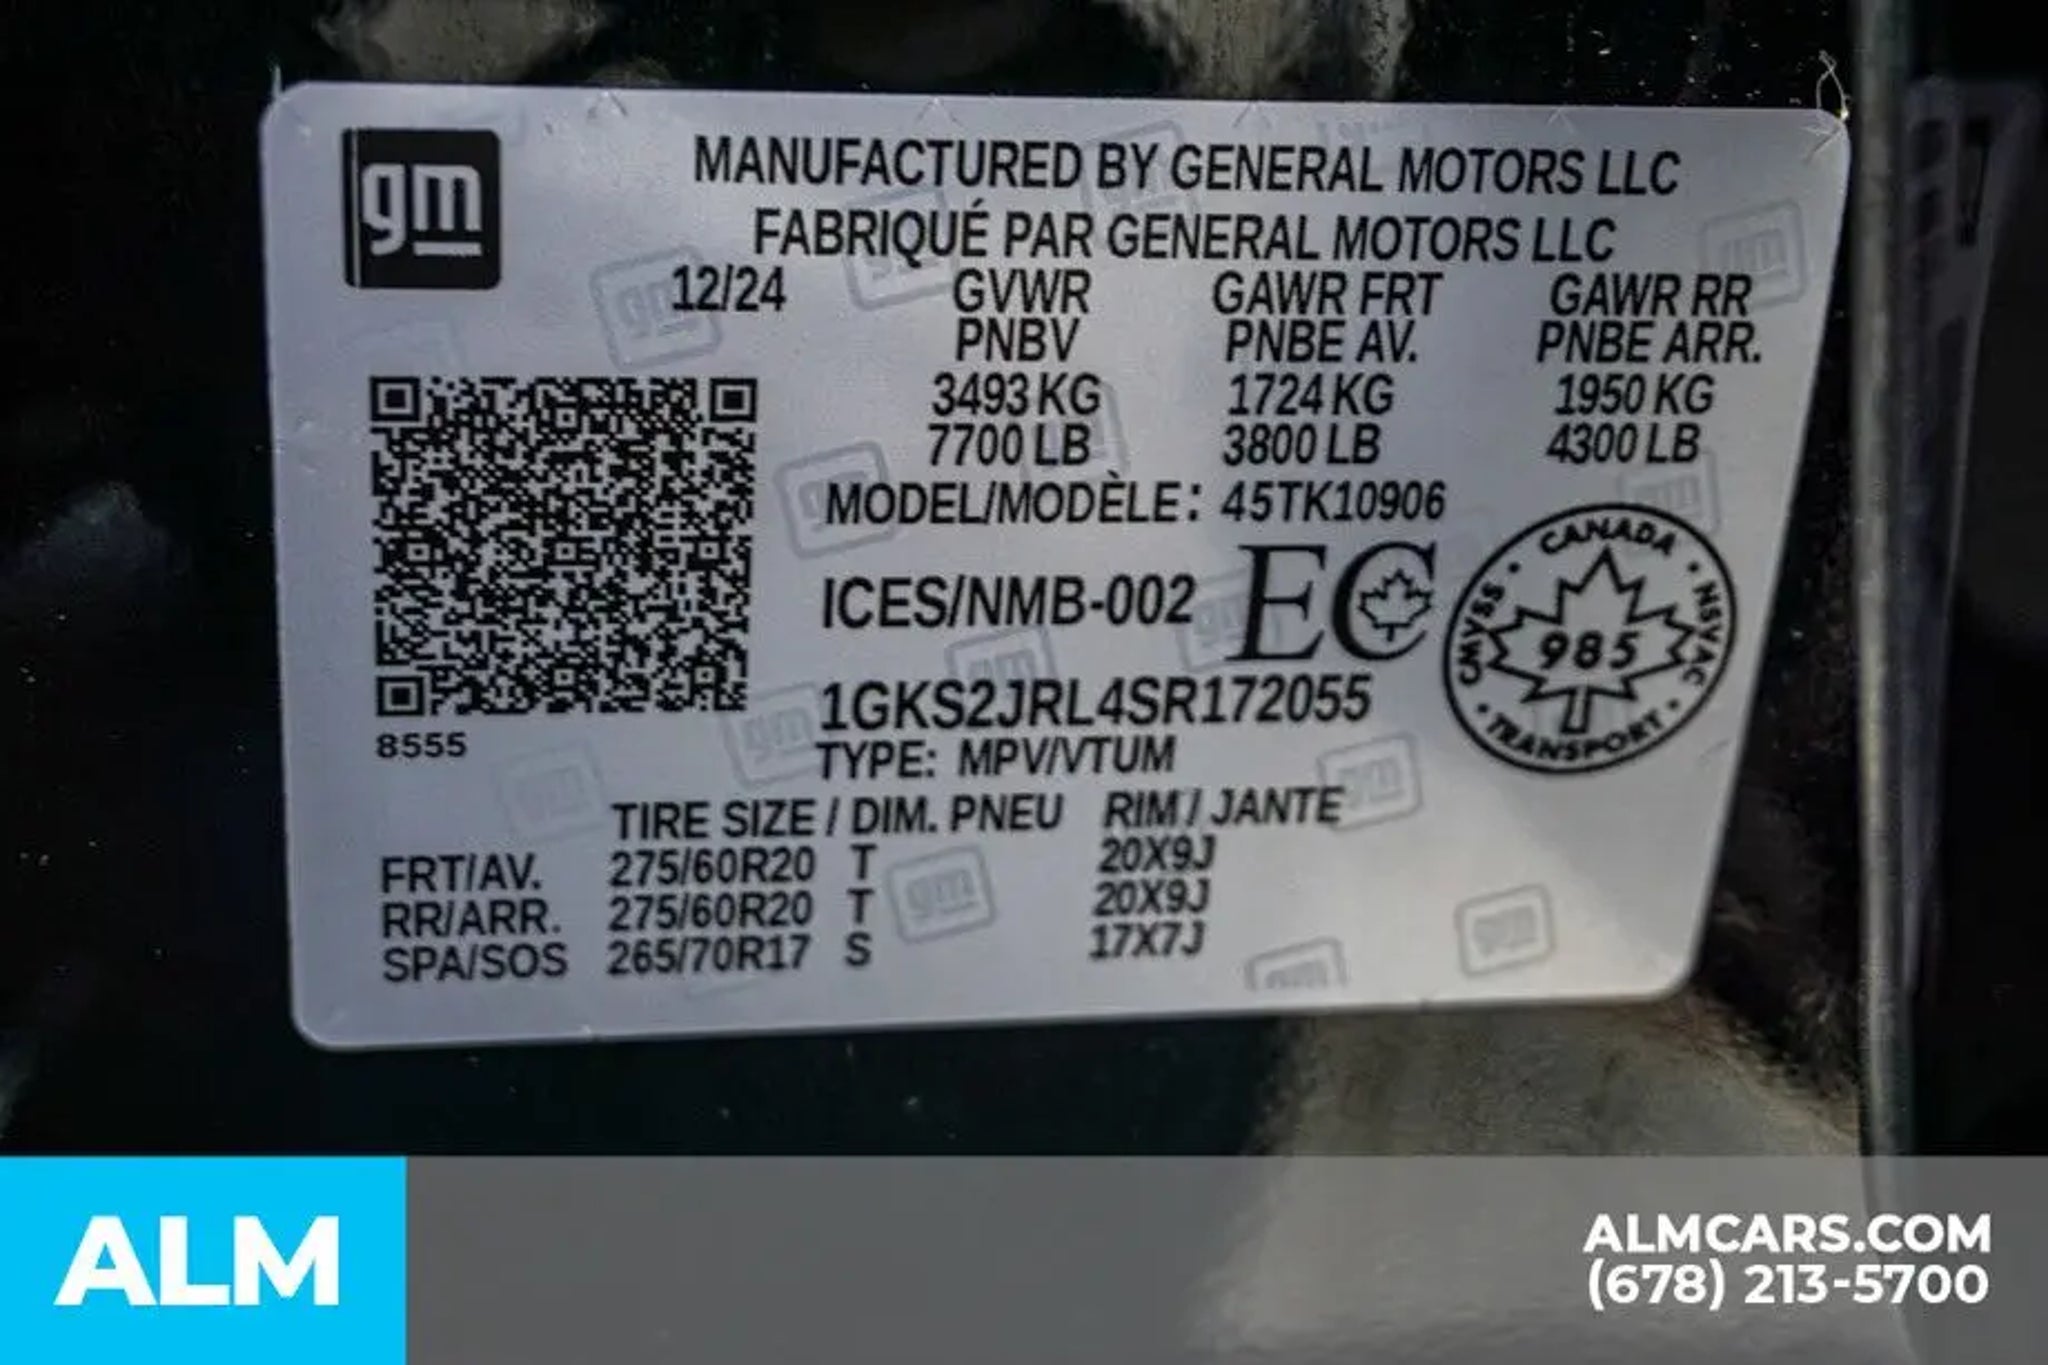 gm
MANUFACTURED BY GENERAL MOTORS LLC
FABRIQUÉ PAR GENERAL MOTORS LLC
12/24 GVWR GAWR FRT GAWR RR
PNBV PNBE AV. PNBE ARR.
3493 KG 1724 KG 1950 KG
7700 LB 3800 LB 4300 LB
MODEL/MODÈLE: 45TK10906
ICES/NMB-002 EC
CANADA
CMVSS 985 NSVAC
TRANSPORT
1GKS2JRL4SR172055
8555
TYPE: MPV/VTUM
TIRE SIZE / DIM. PNEU RIM / JANTE
FRT/AV. 275/60R20 T 20X9J
RR/ARR. 275/60R20 T 20X9J
SPA/SOS 265/70R17 S 17X7J
ALM
ALMCARS.COM
(678) 213-5700